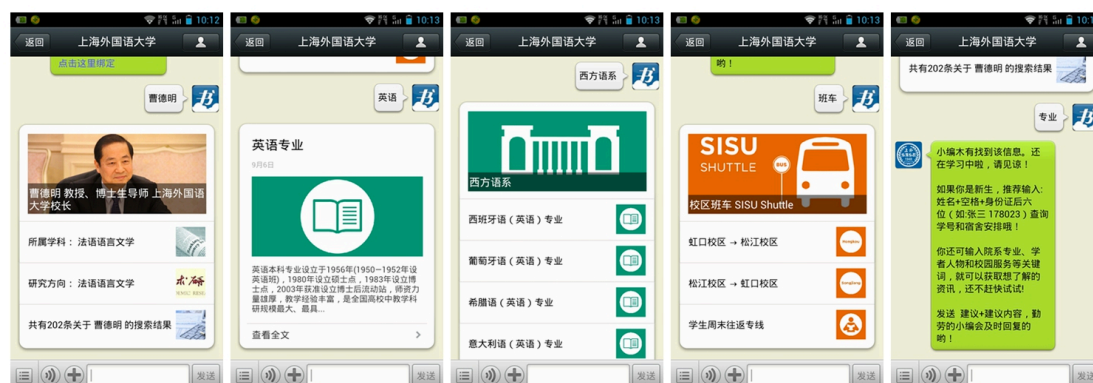 10:12
返回
上海外国语大学
点击这里绑定
曹德明
曹德明 教授、博士生导师 上海外国语
大学校长
所属学科： 法语语言文学
研究方向： 法语语言文学
共有202条关于 曹德明 的搜索结果
发送
10:13
返回
上海外国语大学
英语
英语专业
9月6日
英语本科专业设立于1956年(1950—1952年设
英语班)，1980年设立硕士点，1983年设立博
士点，2003年获准设立博士后流动站，师资力
量雄厚，教学经验丰富，是全国高校中教学科
研规模最大、最具...
查看全文
发送
10:13
返回
上海外国语大学
西方语系
西方语系
西班牙语（英语）专业
葡萄牙语（英语）专业
希腊语（英语）专业
意大利语（英语）专业
发送
10:13
返回
上海外国语大学
哟！
班车
SISU
SHUTTLE
BUS
校区班车 SISU Shuttle
虹口校区 → 松江校区
松江校区 → 虹口校区
学生周末往返专线
发送
返回
上海外国语大学
共有202条关于 曹德明 的搜索结果
专业
小编木有找到该信息。还
在学习中啦，请见谅！
如果你是新生，推荐输入:
姓名+空格+身份证后六
位（如:张三 178023）查询
学号和宿舍安排哦！
你还可输入院系专业、学
者人物和校园服务等关键
词，就可以获取想了解的
资讯，还不赶快试试!
发送 建议+建议内容，勤
劳的小编会及时回复的
哟！
发送